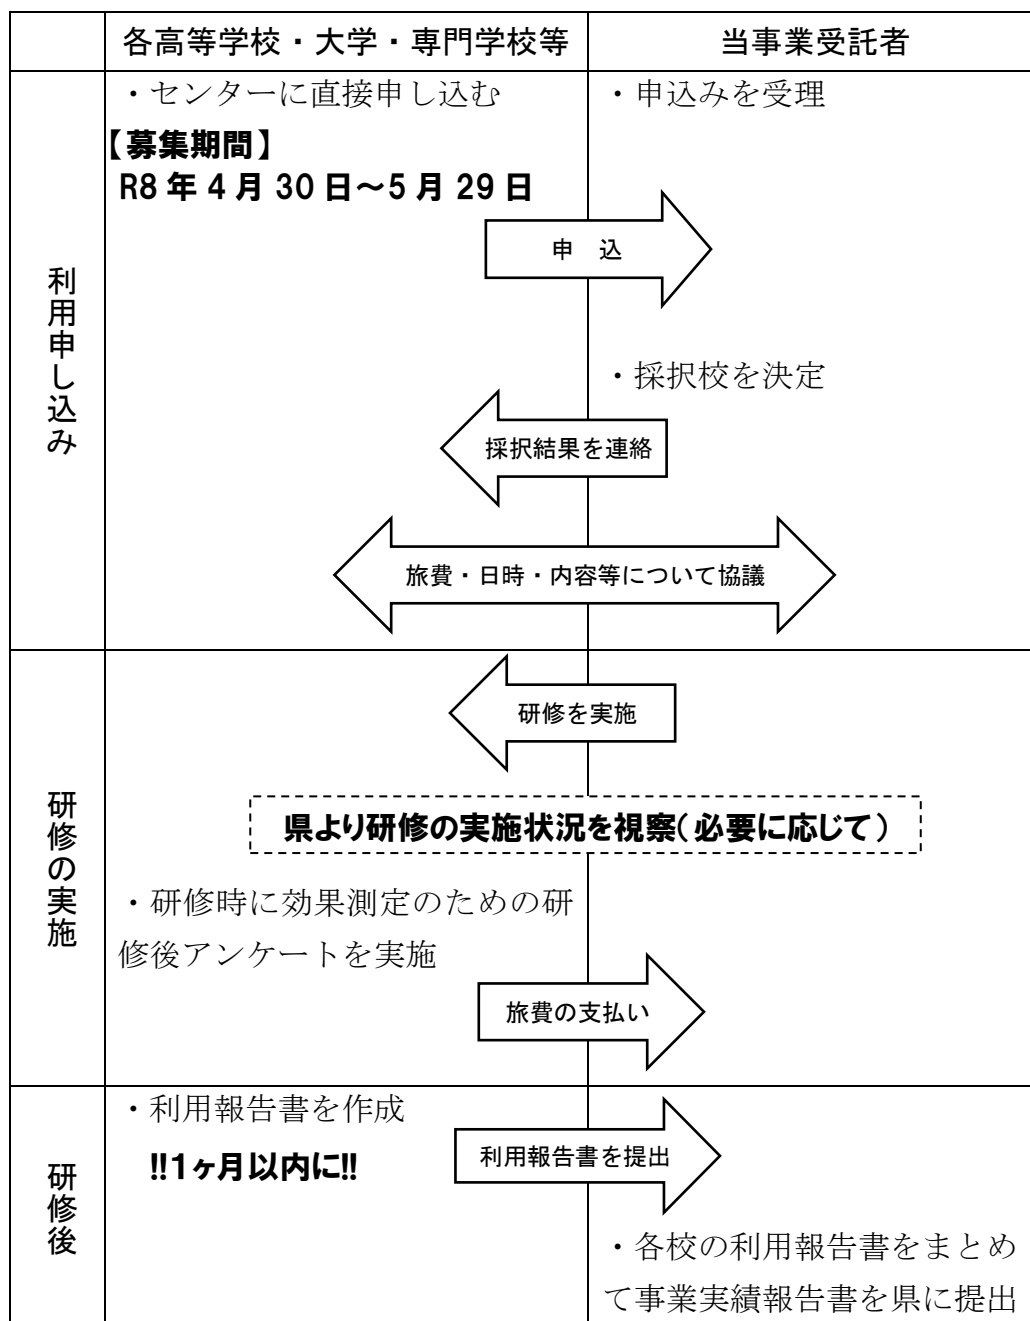 各高等学校・大学・専門学校等
当事業受託者
利用申し込み
・センターに直接申し込む
・申込みを受理
【募集期間】
R8年4月30日～5月29日
申　込
・採択校を決定
採択結果を連絡
旅費・日時・内容等について協議
研修の実施
研修を実施
県より研修の実施状況を視察(必要に応じて)
・研修時に効果測定のための研
修後アンケートを実施
旅費の支払い
研修後
・利用報告書を作成
!!1ヶ月以内に!!
利用報告書を提出
・各校の利用報告書をまとめ
て事業実績報告書を県に提出